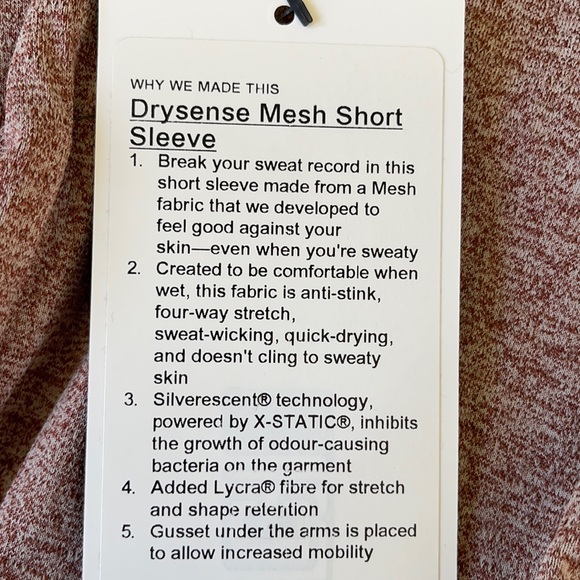 WHY WE MADE THIS
Drysense Mesh Short
Sleeve
1. Break your sweat record in this
short sleeve made from a Mesh
fabric that we developed to
feel good against your
skin—even when you're sweaty
2. Created to be comfortable when
wet, this fabric is anti-stink,
four-way stretch,
sweat-wicking, quick-drying,
and doesn't cling to sweaty
skin
3. Silverescent® technology,
powered by X-STATIC®, inhibits
the growth of odour-causing
bacteria on the garment
4. Added Lycra® fibre for stretch
and shape retention
5. Gusset under the arms is placed
to allow increased mobility